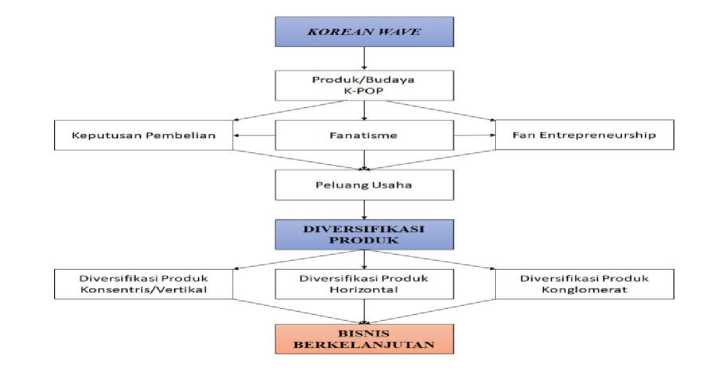 KOREAN WAVE
Produk/Budaya
K-POP
Keputusan Pembelian
Fanatisme
Fan Entrepreneurship
Peluang Usaha
DIVERSIFIKASI
PRODUK
Diversifikasi Produk
Konsentris/Vertikal
Diversifikasi Produk
Horizontal
Diversifikasi Produk
Konglomerat
BISNIS
BERKELANJUTAN